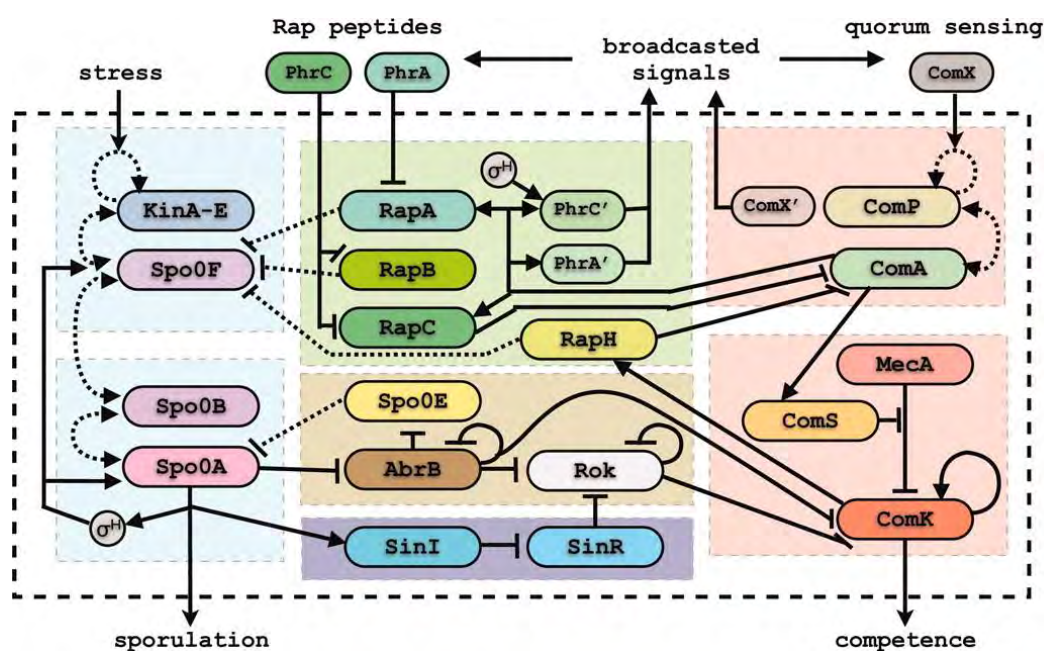 Rap peptides
quorum sensing
broadcasted
signals
stress
PhrC
PhrA
ComX
σH
KinA-E
RapA
PhrC'
ComX'
ComP
Spo0F
RapB
PhrA'
ComA
RapC
RapH
MecA
Spo0B
Spo0E
ComS
Spo0A
AbrB
Rok
σH
SinI
SinR
ComK
sporulation
competence